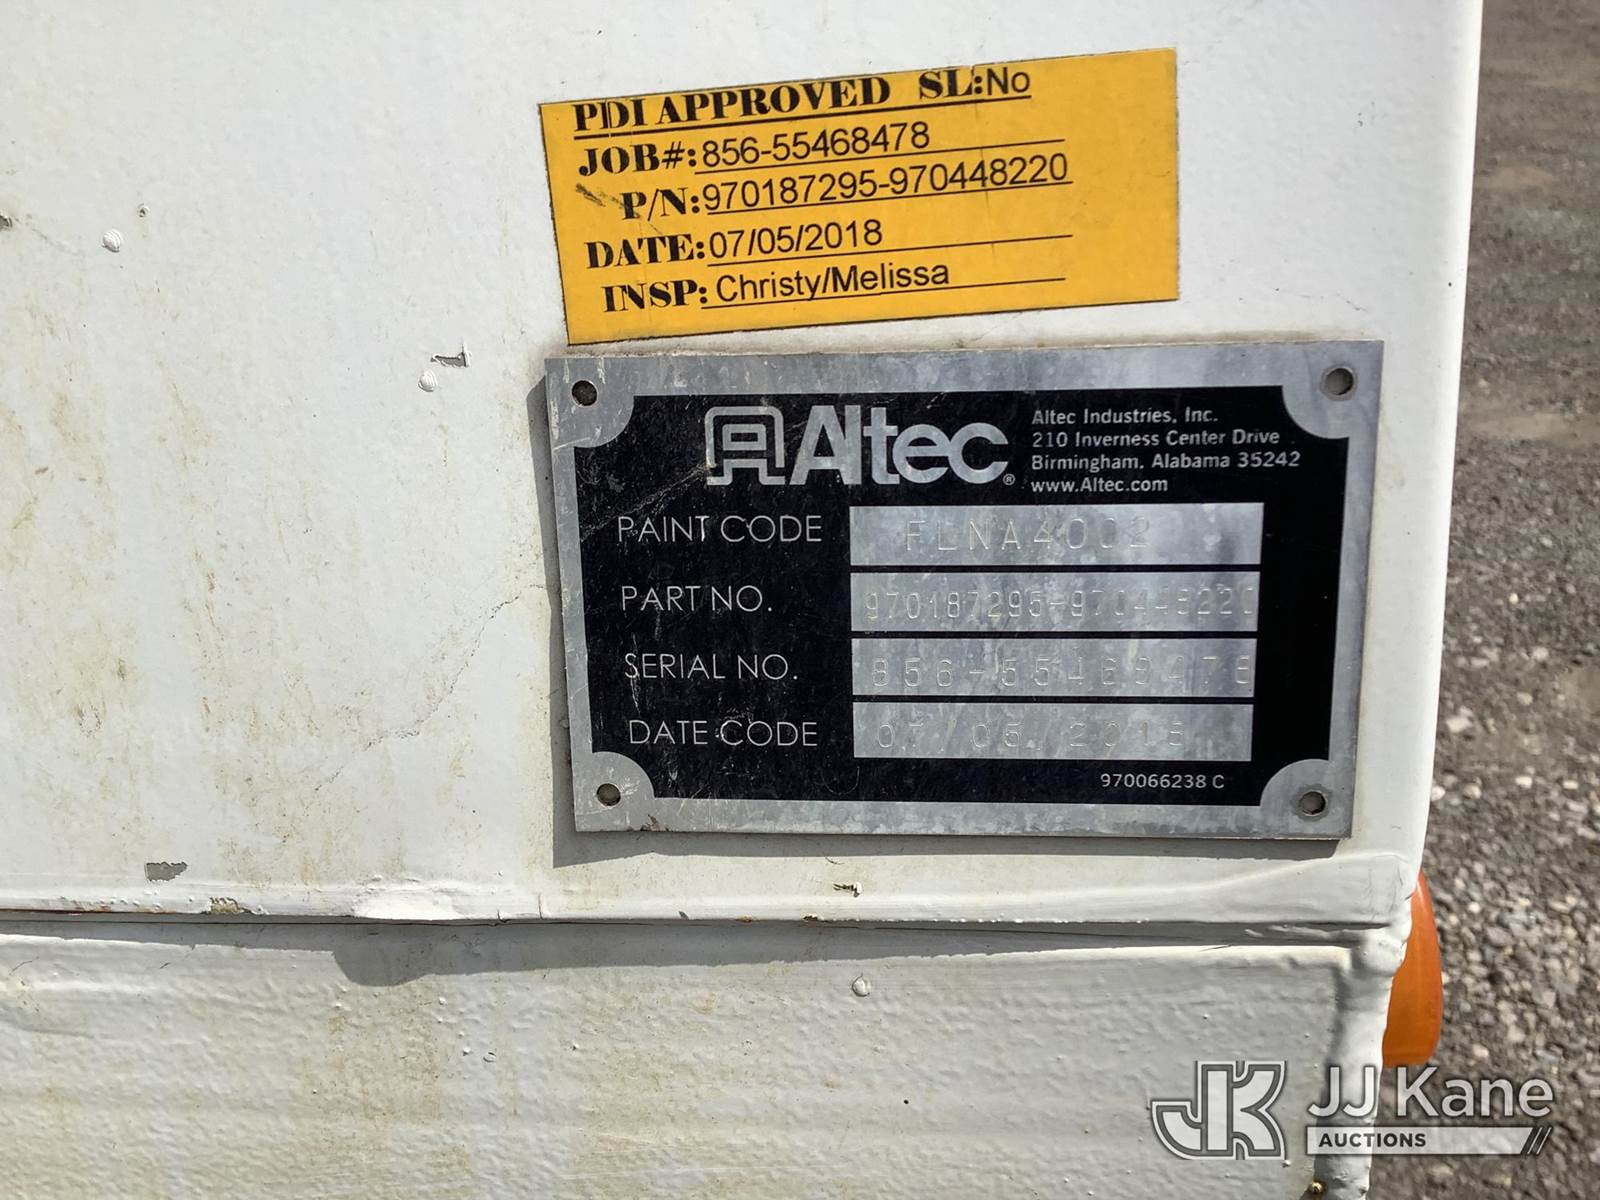 PDI APPROVED SL:No
JOB#:856-55468478
P/N:970187295-970448220
DATE:07/05/2018
INSP:Christy/Melissa
Altec®
Altec Industries, Inc.
210 Inverness Center Drive
Birmingham, Alabama 35242
www.Altec.com
PAINT CODE FLNA4002
PART NO. 970187295-970448220
SERIAL NO. 856-55468478
DATE CODE 07/05/2018
970066238 C
JK JJ Kane
AUCTIONS